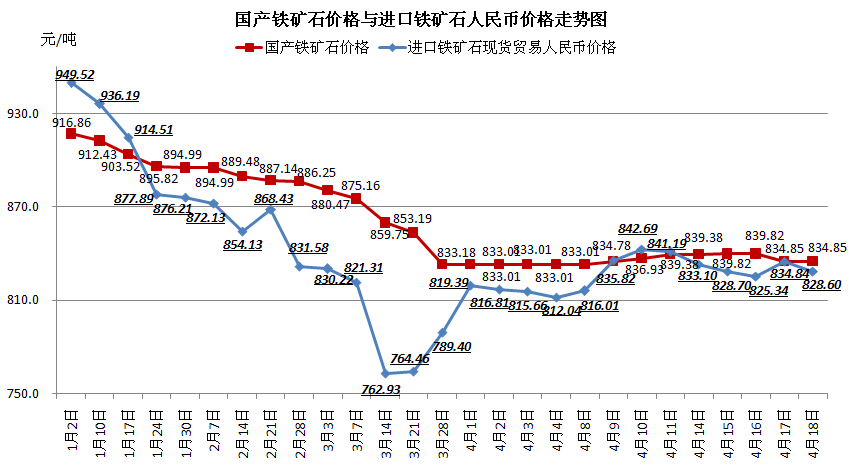 国产铁矿石价格与进口铁矿石人民币价格走势图
元/吨
国产铁矿石价格 进口铁矿石现货贸易人民币价格
930.0
870.0
810.0
750.0
916.86 912.43 903.52 895.82 894.99 894.99 889.48 887.14 886.25 880.47 875.16 859.75 853.19 833.18 833.01 833.01 833.01 833.01 833.01 834.78 836.93 839.38 839.38 839.82 839.82 834.85 834.85
949.52 936.19 914.51 877.89 876.21 872.13 854.13 868.43 831.58 830.22 821.31 762.93 764.46 789.40 819.39 816.81 815.66 812.04 816.01 835.82 842.69 841.19 833.10 828.70 825.34 834.84 828.60
1月2日 1月10日 1月17日 1月24日 1月30日 2月7日 2月14日 2月21日 2月28日 3月3日 3月7日 3月14日 3月21日 3月28日 4月1日 4月2日 4月3日 4月4日 4月8日 4月9日 4月10日 4月11日 4月14日 4月15日 4月16日 4月17日 4月18日